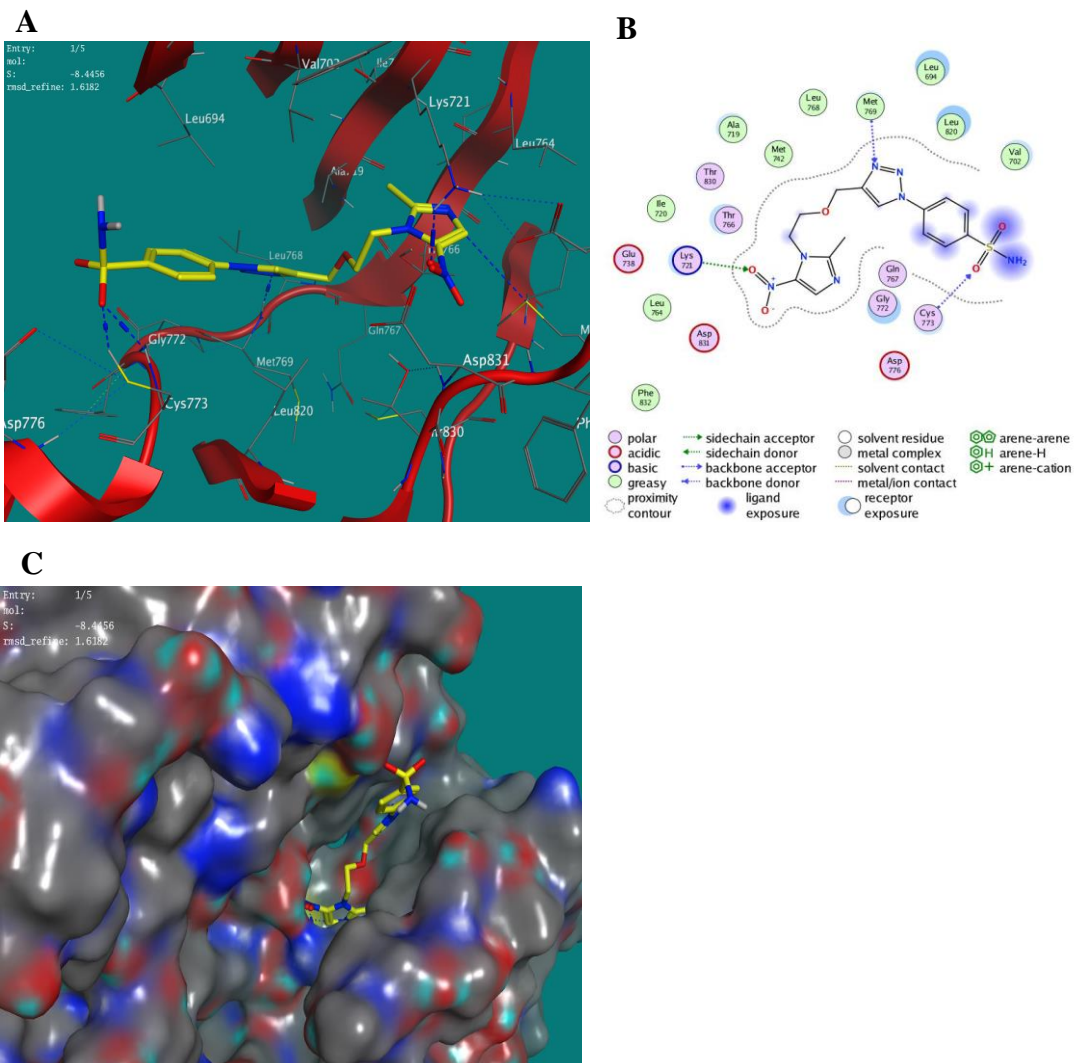 A
Entry: 1/5
mol:
S: -8.4456
rmsd_refine: 1.6182
Val702
Lys721
Leu694
Leu764
Leu768
Gln767
Gly772
Met769
Asp831
Cys773
Leu820
B
Leu 694
Leu 768
Met 769
Ala 719
Leu 820
Met 742
Val 702
Thr 830
Ile 720
Thr 766
Glu 738
Lys 721
Gln 767
Gly 772
Leu 764
Cys 773
Asp 831
Asp 776
Phe 832
N
N
N
O
O
S
NH₂
O
N
N
O
N⁺
O⁻
polar
sidechain acceptor
solvent residue
arene-arene
acidic
sidechain donor
metal complex
H arene-H
basic
backbone acceptor
solvent contact
+ arene-cation
greasy
backbone donor
metal/ion contact
proximity contour
ligand exposure
receptor exposure
C
Entry: 1/5
mol:
S: -8.4456
rmsd_refine: 1.6182